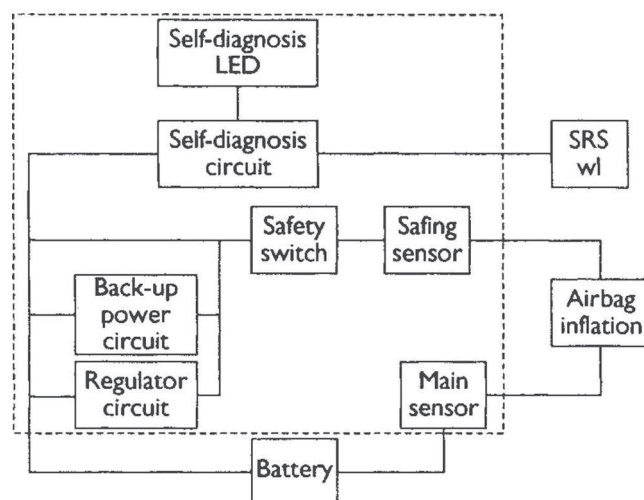 Self-diagnosis
LED
Self-diagnosis
circuit
SRS
wl
Safety
switch
Safing
sensor
Back-up
power
circuit
Airbag
inflation
Regulator
circuit
Main
sensor
Battery